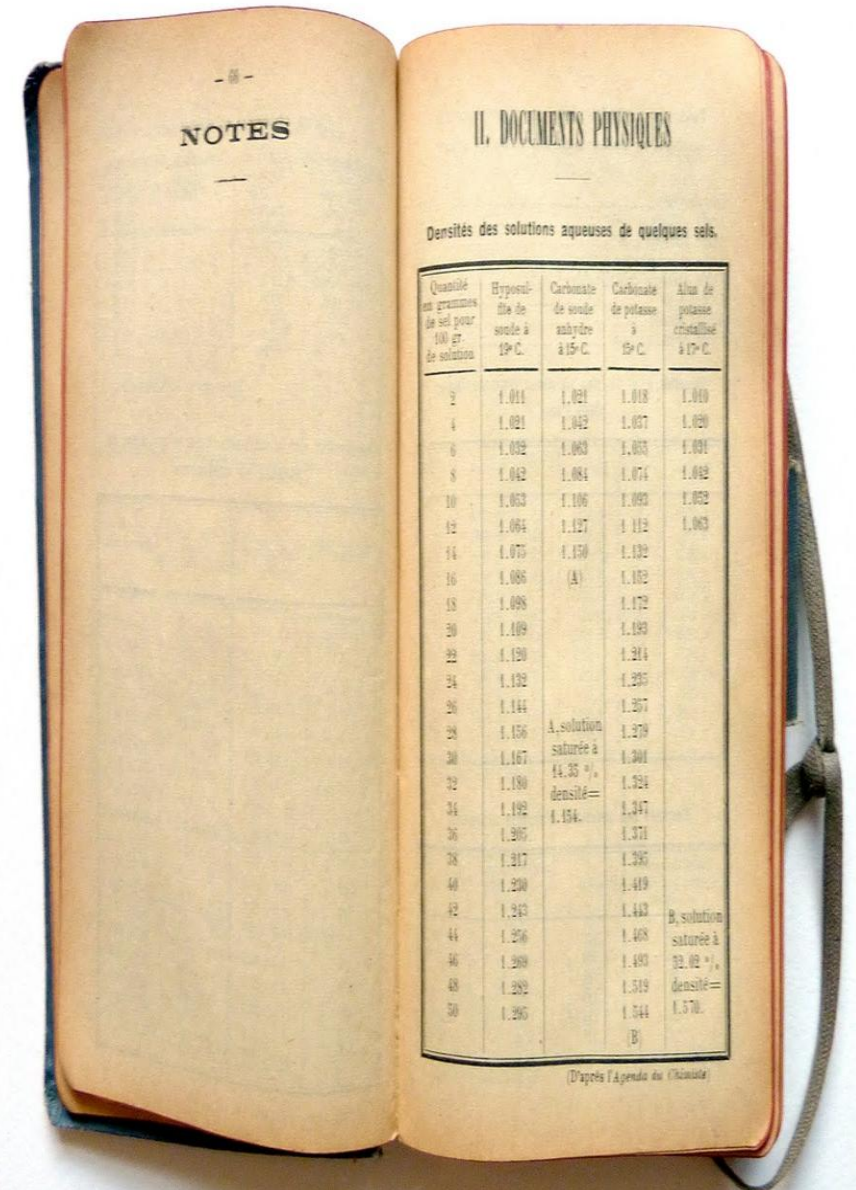 NOTES
II. DOCUMENTS PHYSIQUES
Densités des solutions aqueuses de quelques sels.
Quantité
en grammes
de sel pour
100 gr.
de solution
Hyposul-
fite de
soude à
19° C.
Carbonate
de soude
anhydre
à 15° C.
Carbonate
de potasse
à
15° C.
Alun de
potasse
cristallisé
à 17° C.
2 1.011 1.021 1.018 1.010
4 1.021 1.042 1.037 1.020
6 1.032 1.063 1.055 1.031
8 1.042 1.084 1.074 1.042
10 1.053 1.106 1.093 1.052
12 1.064 1.127 1 112 1.063
14 1.075 1.150 1.132
16 1.086 (A) 1.152
18 1.098 1.172
20 1.109 1.193
22 1.120 1.214
24 1.132 1.235
26 1.144 1.257
28 1.156 1.279
30 1.167 1.301
32 1.180 1.324
34 1.192 1.347
36 1.205 1.371
38 1.217 1.395
40 1.230 1.419
42 1.243 1.443
44 1.256 1.468
46 1.269 1.493
48 1.282 1.519
50 1.295 1.544
(B)
A, solution
saturée à
14.35 %
densité=
1.154.
B, solution
saturée à
52.02 %
densité=
1.570.
(D'après l'Agenda du Chimiste)